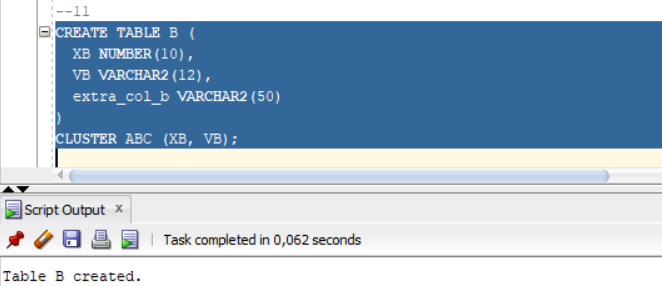 --11
CREATE TABLE B (
XB NUMBER(10),
VB VARCHAR2(12),
extra_col_b VARCHAR2(50)
)
CLUSTER ABC (XB, VB);
Script Output x
Task completed in 0,062 seconds
Table B created.